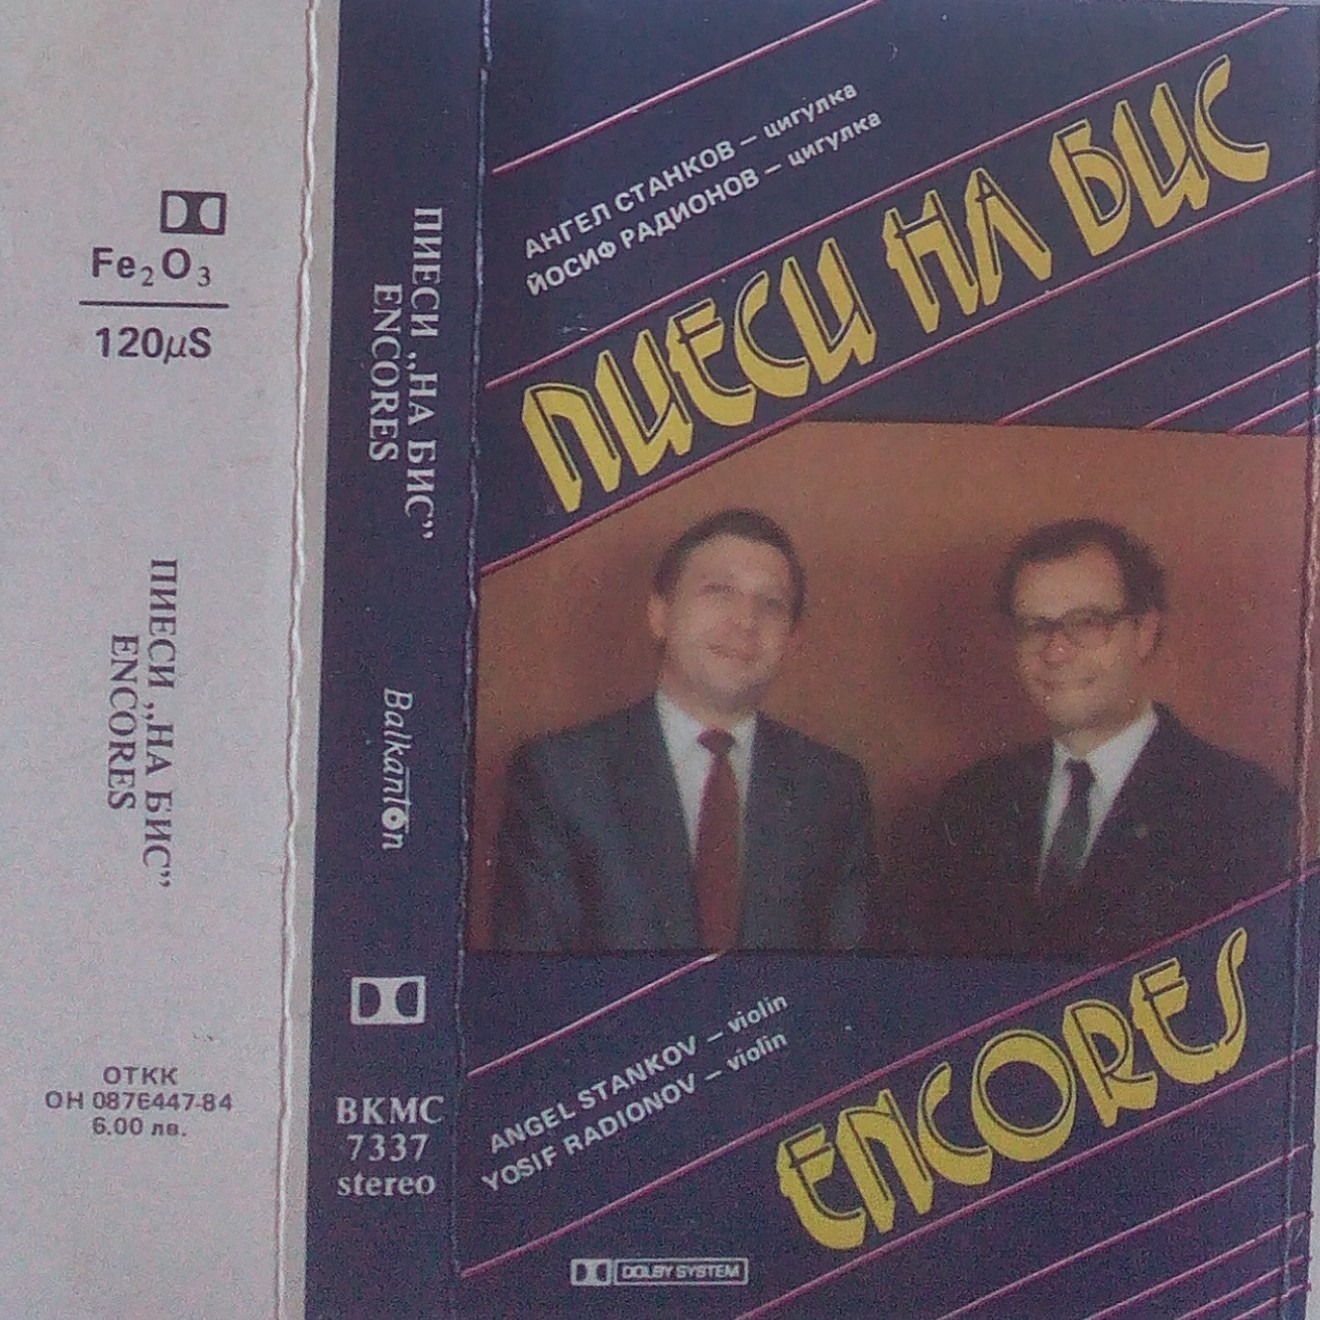 Fe₂O₃
120μS
ПИЕСИ „НА БИС”
ENCORES
ОТКК
ОН 087Е447-84
6.00 лв.
ПИЕСИ „НА БИС”
ENCORES
Balkanton
BKMC
7337
stereo
АНГЕЛ СТАНКОВ – цигулка
ЙОСИФ РАДИОНОВ – цигулка
ПИЕСИ НА БИС
ANGEL STANKOV – violin
YOSIF RADIONOV – violin
ENCORES
DOLBY SYSTEM